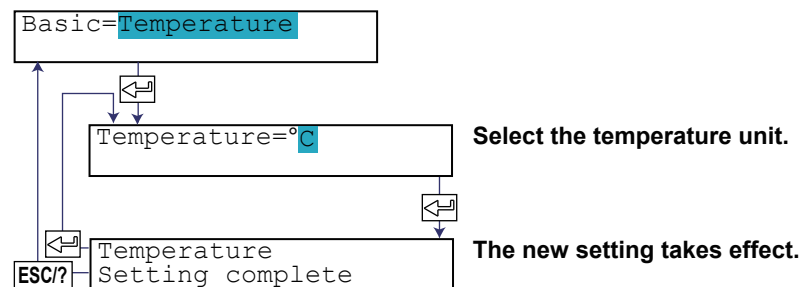 Basic=Temperature
Temperature=°C
Select the temperature unit.
Temperature
Setting complete
The new setting takes effect.
ESC/?